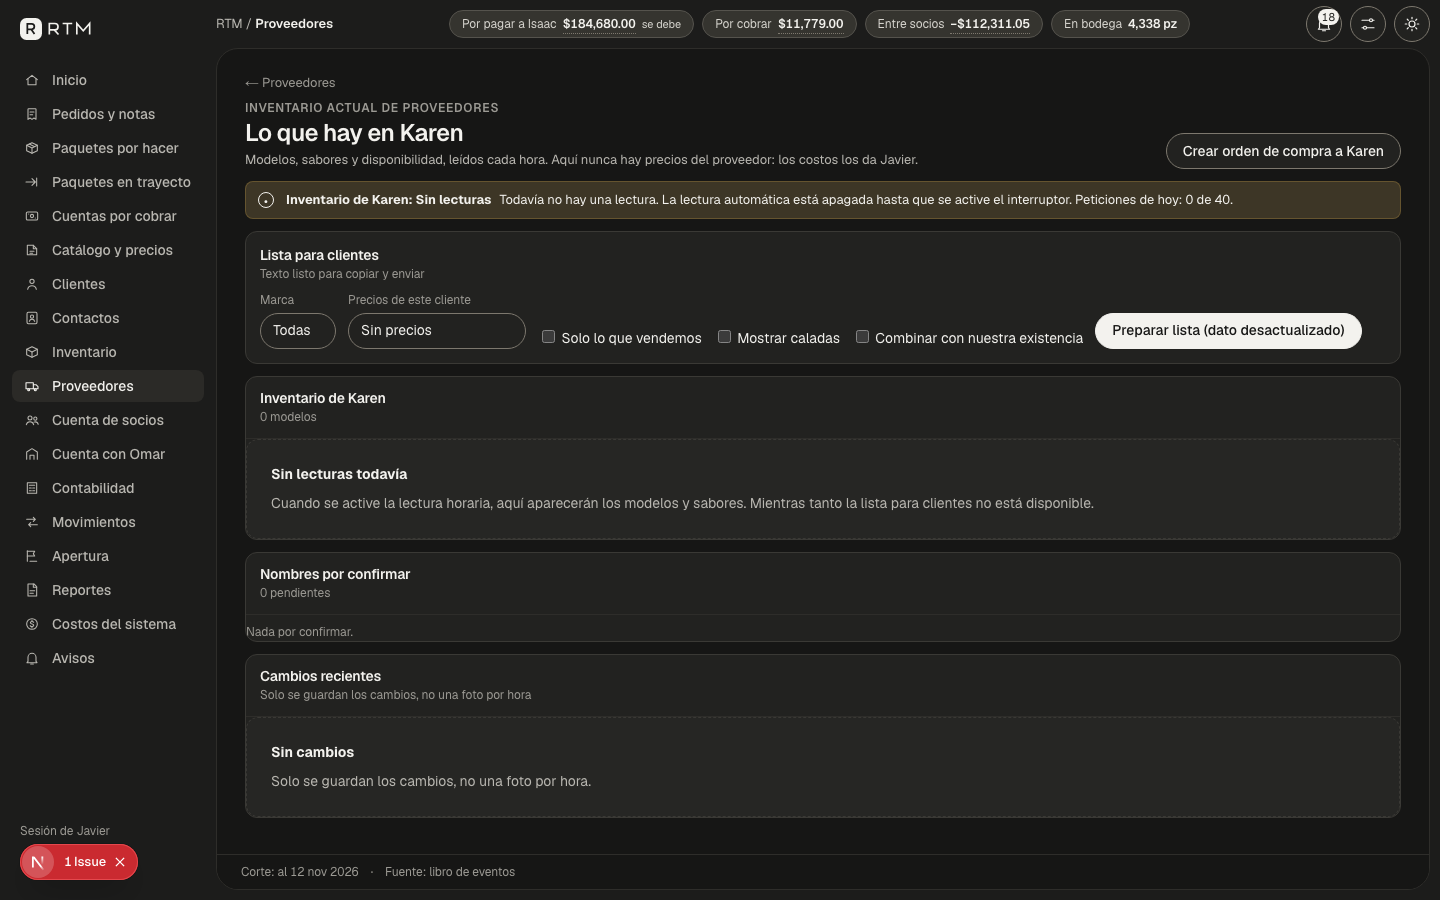 R RTM
RTM / Proveedores
Por pagar a Isaac $184,680.00 se debe
Por cobrar $11,779.00
Entre socios −$112,311.05
En bodega 4,338 pz
18
Inicio
Pedidos y notas
Paquetes por hacer
Paquetes en trayecto
Cuentas por cobrar
Catálogo y precios
Clientes
Contactos
Inventario
Proveedores
Cuenta de socios
Cuenta con Omar
Contabilidad
Movimientos
Apertura
Reportes
Costos del sistema
Avisos
Sesión de Javier
N 1 Issue
← Proveedores
INVENTARIO ACTUAL DE PROVEEDORES
Lo que hay en Karen
Modelos, sabores y disponibilidad, leídos cada hora. Aquí nunca hay precios del proveedor: los costos los da Javier.
Crear orden de compra a Karen
Inventario de Karen: Sin lecturas Todavía no hay una lectura. La lectura automática está apagada hasta que se active el interruptor. Peticiones de hoy: 0 de 40.
Lista para clientes
Texto listo para copiar y enviar
Marca
Precios de este cliente
Todas
Sin precios
Solo lo que vendemos
Mostrar caladas
Combinar con nuestra existencia
Preparar lista (dato desactualizado)
Inventario de Karen
0 modelos
Sin lecturas todavía
Cuando se active la lectura horaria, aquí aparecerán los modelos y sabores. Mientras tanto la lista para clientes no está disponible.
Nombres por confirmar
0 pendientes
Nada por confirmar.
Cambios recientes
Solo se guardan los cambios, no una foto por hora
Sin cambios
Solo se guardan los cambios, no una foto por hora.
Corte: al 12 nov 2026 · Fuente: libro de eventos